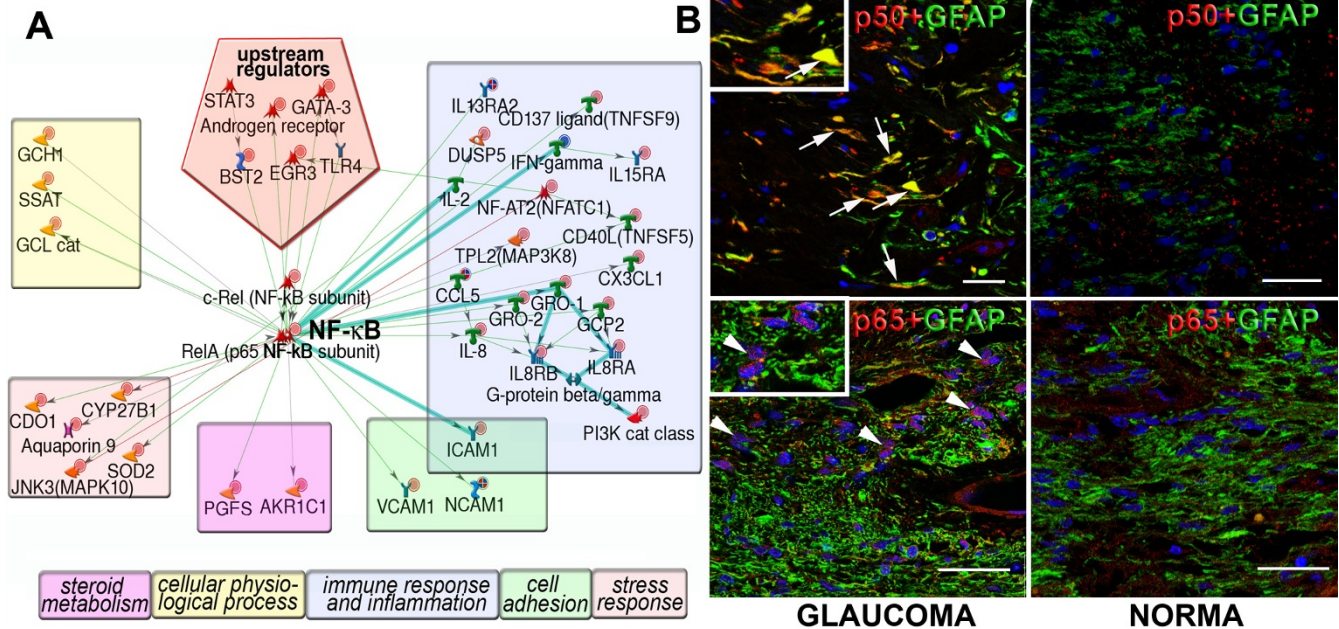 A
upstream
regulators
STAT3
GATA-3
Androgen receptor
BST2
EGR3
TLR4
GCH1
SSAT
GCL cat
IL13RA2
CD137 ligand(TNFSF9)
DUSP5
IFN-gamma
IL15RA
IL-2
NF-AT2(NFATC1)
CD40L(TNFSF5)
TPL2(MAP3K8)
CX3CL1
CCL5
GRO-1
GRO-2
GCP2
IL-8
IL8RB
IL8RA
G-protein beta/gamma
PI3K cat class
c-Rel (NF-kB subunit)
NF-κB
RelA (p65 NF-kB subunit)
CDO1
CYP27B1
Aquaporin 9
SOD2
JNK3(MAPK10)
PGFS
AKR1C1
ICAM1
VCAM1
NCAM1
steroid
metabolism
cellular physio-
logical process
immune response
and inflammation
cell
adhesion
stress
response
B
p50+GFAP
p50+GFAP
p65+GFAP
p65+GFAP
GLAUCOMA
NORMA